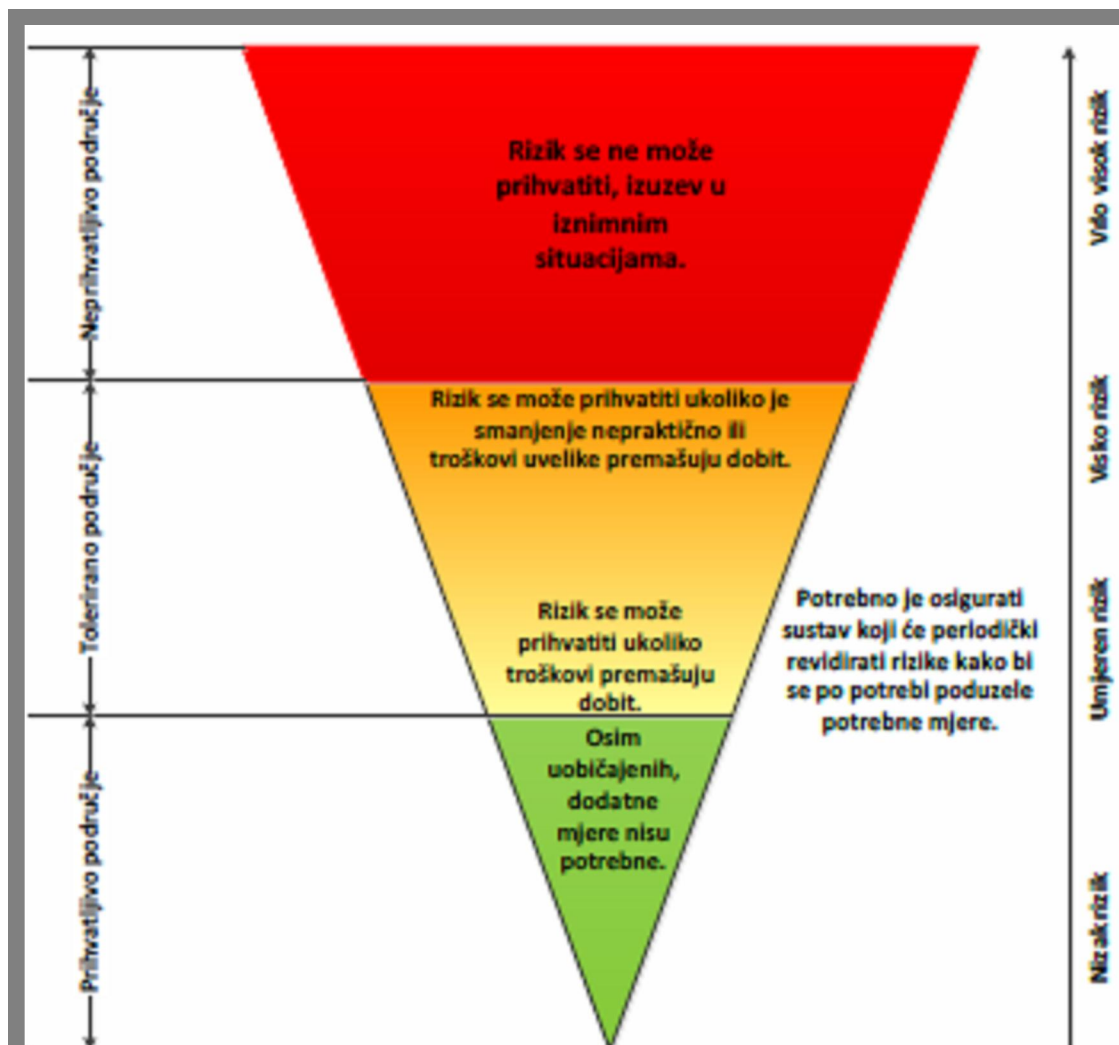 Neprihvatljivo područje
Rizik se ne može
prihvatiti, izuzev u
iznimnim
situacijama.
Vrlo visok rizik
Tolerirano područje
Rizik se može prihvatiti ukoliko je
smanjenje nepraktično ili
troškovi uvelike premašuju dobit.
Visko rizik
Rizik se može
prihvatiti ukoliko
troškovi premašuju
dobit.
Potrebno je osigurati
sustav koji će periodički
revidirati rizike kako bi
se po potrebi poduzele
potrebne mjere.
Umjeren rizik
Prihvatljivo područje
Osim
uobičajenih,
dodatne
mjere nisu
potrebne.
Nizak rizik